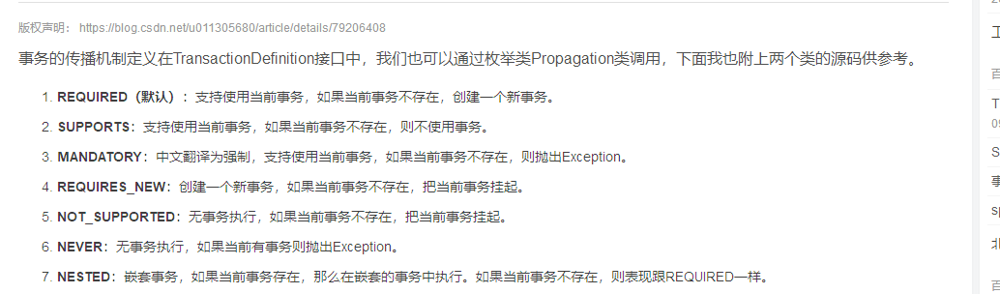 版权声明： https://blog.csdn.net/u011305680/article/details/79206408
事务的传播机制定义在TransactionDefinition接口中，我们也可以通过枚举类Propagation类调用，下面我也附上两个类的源码供参考。
1. REQUIRED（默认）：支持使用当前事务，如果当前事务不存在，创建一个新事务。
2. SUPPORTS：支持使用当前事务，如果当前事务不存在，则不使用事务。
3. MANDATORY：中文翻译为强制，支持使用当前事务，如果当前事务不存在，则抛出Exception。
4. REQUIRES_NEW：创建一个新事务，如果当前事务不存在，把当前事务挂起。
5. NOT_SUPPORTED：无事务执行，如果当前事务不存在，把当前事务挂起。
6. NEVER：无事务执行，如果当前有事务则抛出Exception。
7. NESTED：嵌套事务，如果当前事务存在，那么在嵌套的事务中执行。如果当前事务不存在，则表现跟REQUIRED一样。